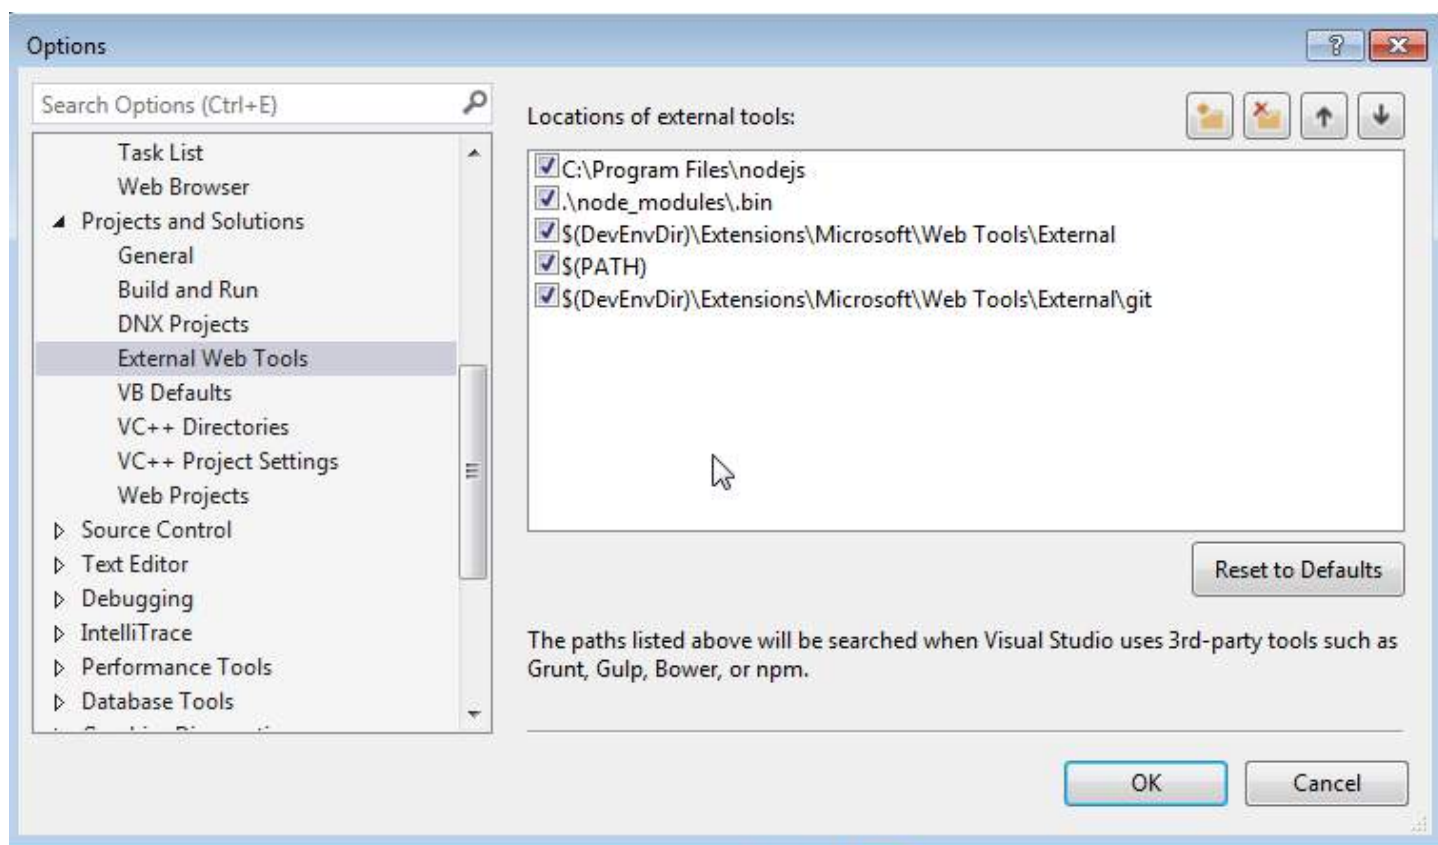 Options
Search Options (Ctrl+E)
Task List
Web Browser
Projects and Solutions
General
Build and Run
DNX Projects
External Web Tools
VB Defaults
VC++ Directories
VC++ Project Settings
Web Projects
Source Control
Text Editor
Debugging
IntelliTrace
Performance Tools
Database Tools
Locations of external tools:
C:\Program Files\nodejs
.\node_modules\.bin
$(DevEnvDir)\Extensions\Microsoft\Web Tools\External
$(PATH)
$(DevEnvDir)\Extensions\Microsoft\Web Tools\External\git
Reset to Defaults
The paths listed above will be searched when Visual Studio uses 3rd-party tools such as
Grunt, Gulp, Bower, or npm.
OK
Cancel